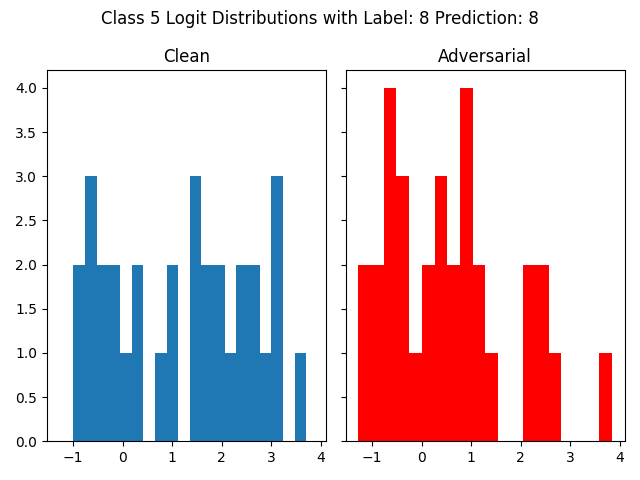 Class 5 Logit Distributions with Label: 8 Prediction: 8
Clean
Adversarial
4.0
3.5
3.0
2.5
2.0
1.5
1.0
0.5
0.0
−1 0 1 2 3 4
−1 0 1 2 3 4